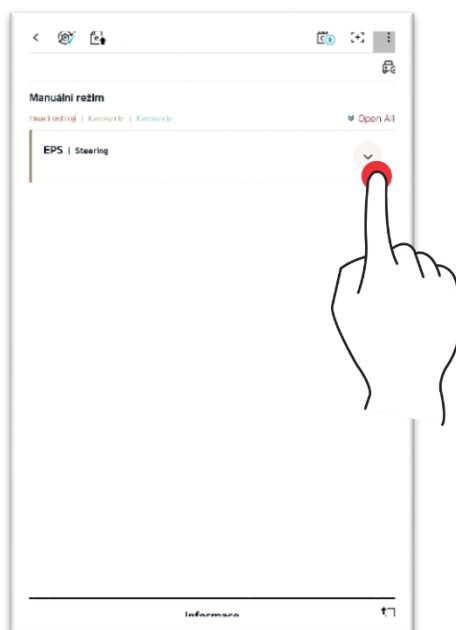 Manuální režim
Hnací ústrojí | Karoserie | Karoserie
Open All
EPS | Steering
Informace